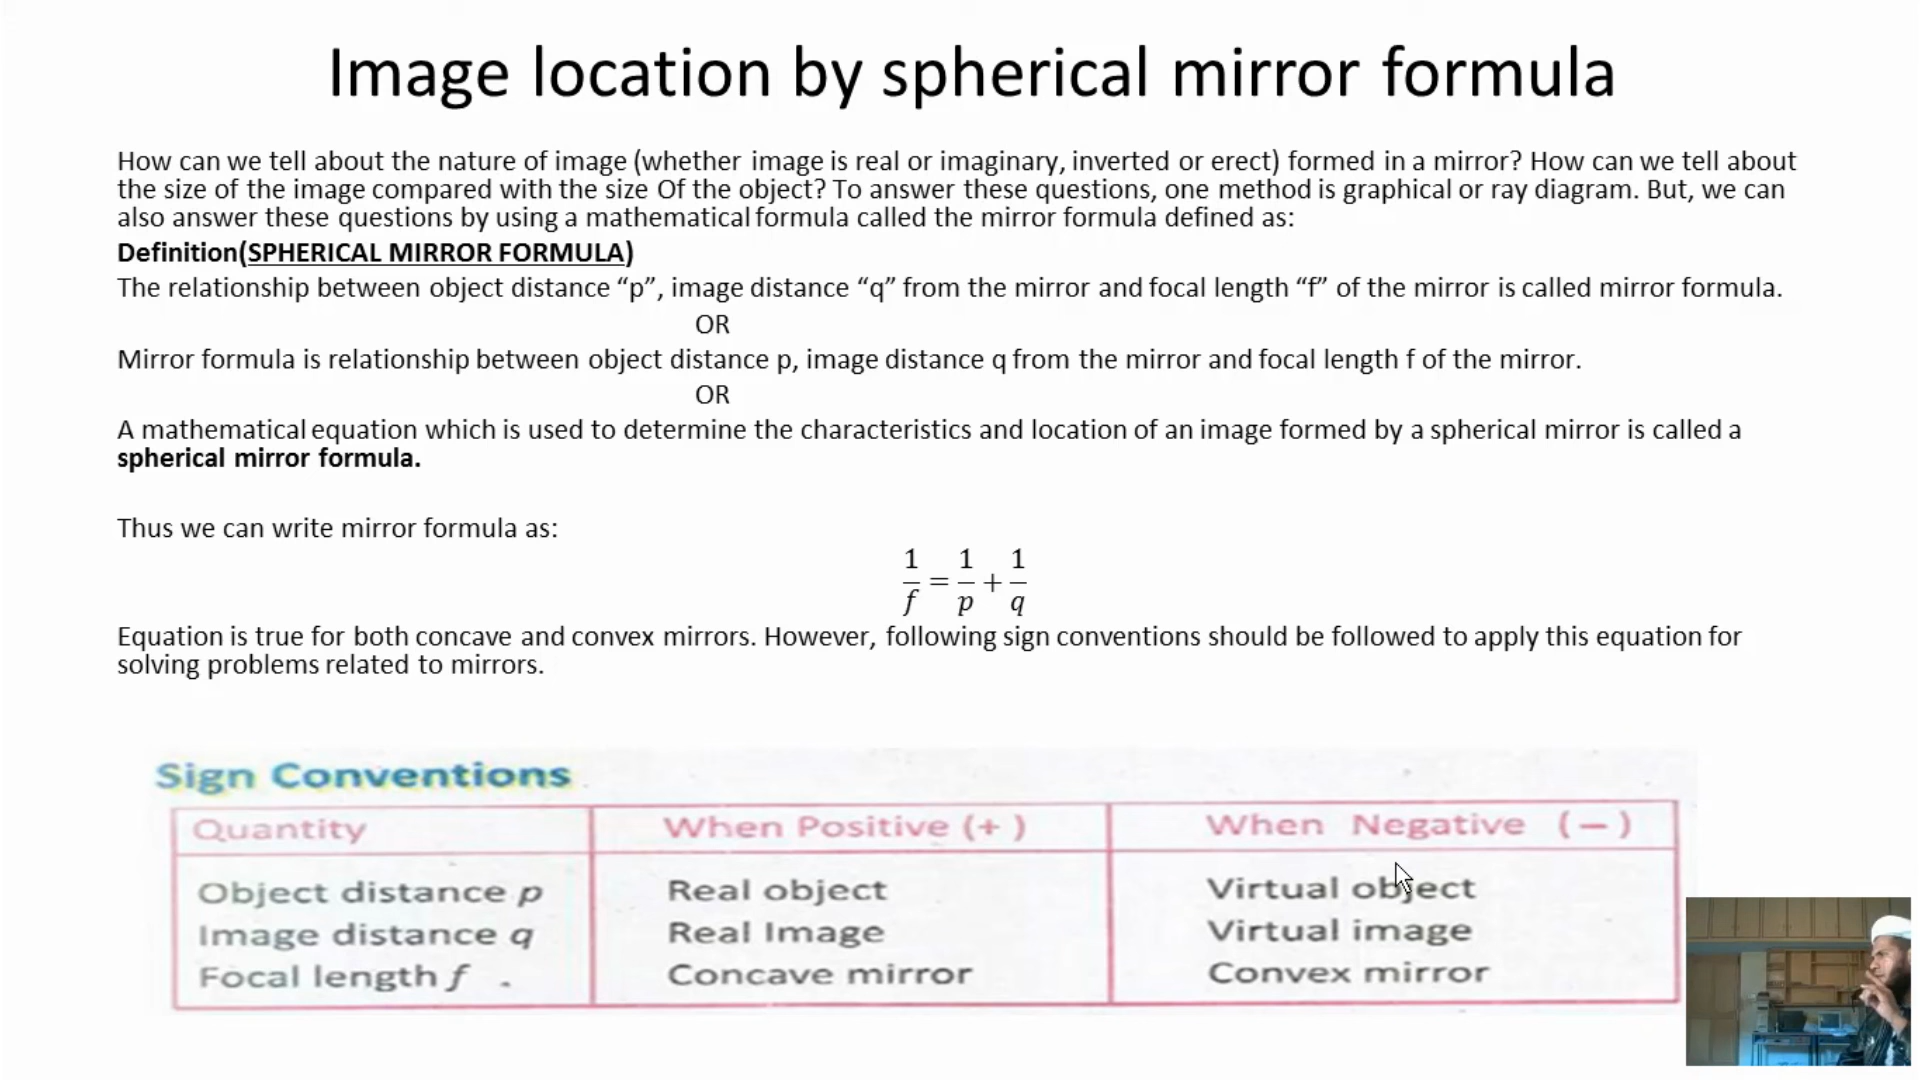 Image location by spherical mirror formula
How can we tell about the nature of image (whether image is real or imaginary, inverted or erect) formed in a mirror? How can we tell about
the size of the image compared with the size Of the object? To answer these questions, one method is graphical or ray diagram. But, we can
also answer these questions by using a mathematical formula called the mirror formula defined as:
Definition(SPHERICAL MIRROR FORMULA)
The relationship between object distance “p”, image distance “q” from the mirror and focal length “f” of the mirror is called mirror formula.
OR
Mirror formula is relationship between object distance p, image distance q from the mirror and focal length f of the mirror.
OR
A mathematical equation which is used to determine the characteristics and location of an image formed by a spherical mirror is called a
spherical mirror formula.
Thus we can write mirror formula as:
1/f = 1/p + 1/q
Equation is true for both concave and convex mirrors. However, following sign conventions should be followed to apply this equation for
solving problems related to mirrors.
Sign Conventions
Quantity When Positive (+) When Negative (−)
Object distance p Real object Virtual object
Image distance q Real Image Virtual image
Focal length f . Concave mirror Convex mirror